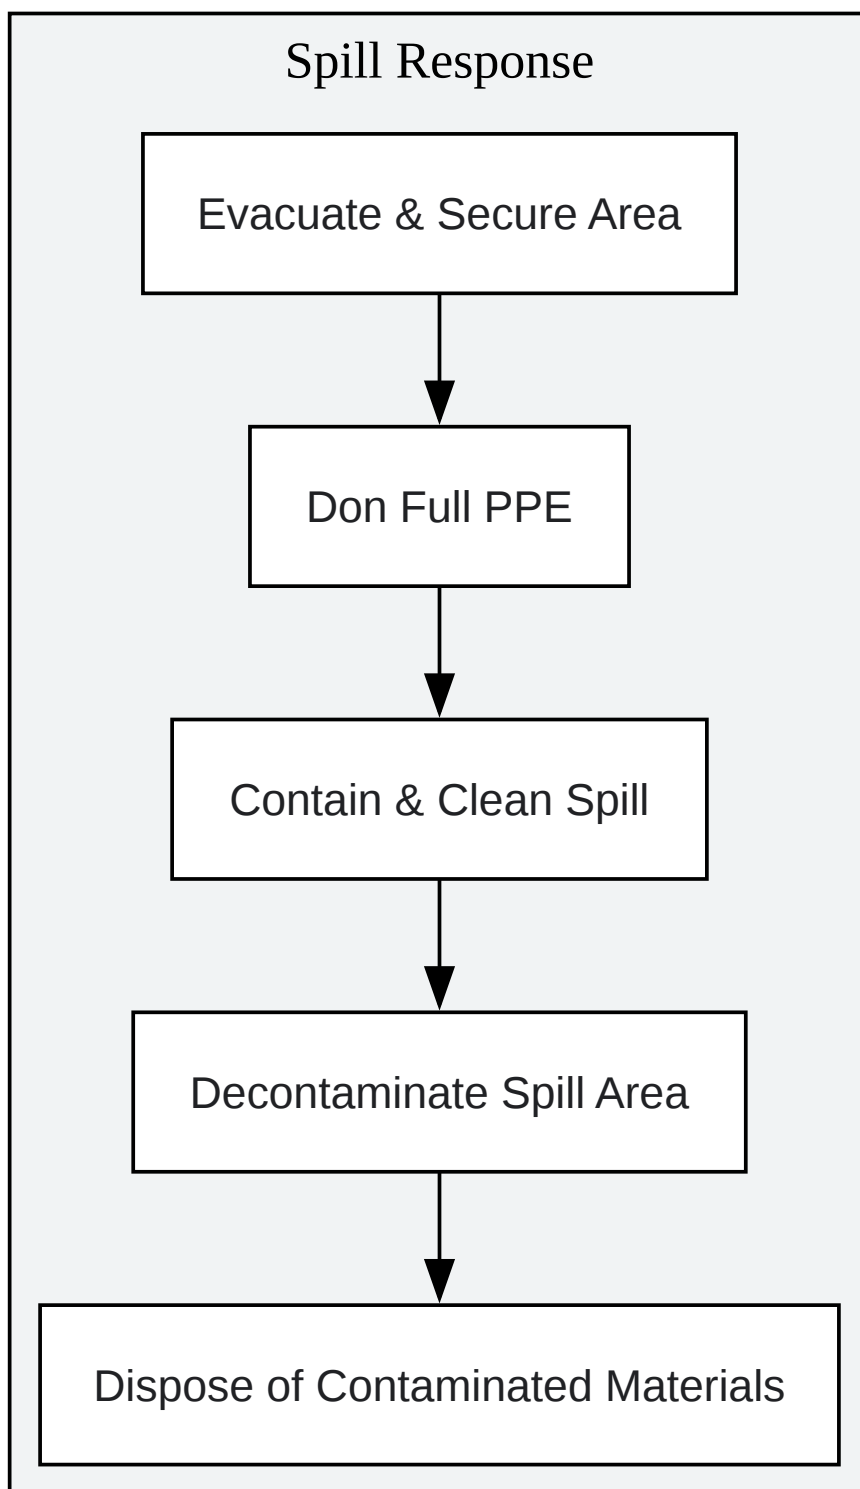 Spill Response
Evacuate & Secure Area
Don Full PPE
Contain & Clean Spill
Decontaminate Spill Area
Dispose of Contaminated Materials